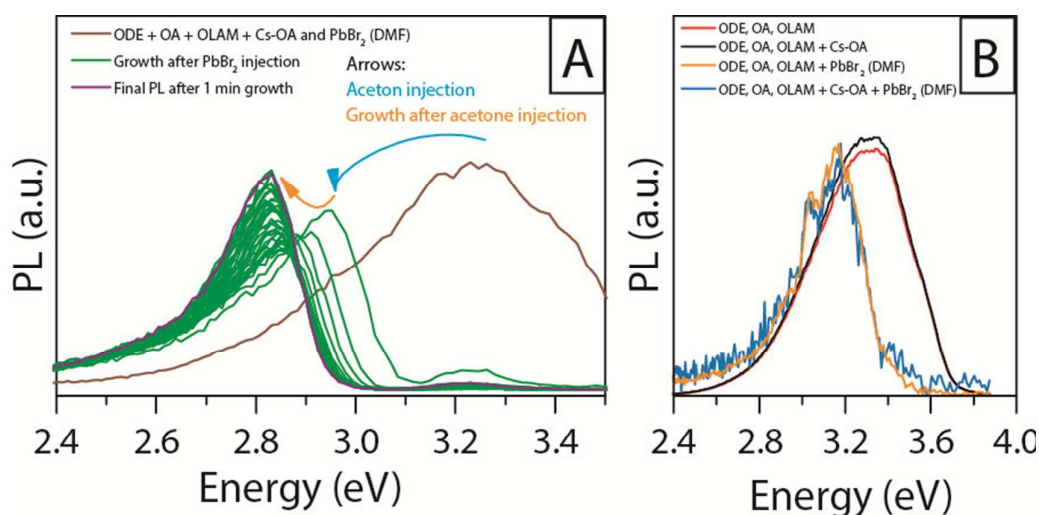 ODE + OA + OLAM + Cs-OA and PbBr₂ (DMF)
Growth after PbBr₂ injection
Final PL after 1 min growth
Arrows:
Aceton injection
Growth after acetone injection
A
PL (a.u.)
2.4 2.6 2.8 3.0 3.2 3.4
Energy (eV)
ODE, OA, OLAM
ODE, OA, OLAM + Cs-OA
ODE, OA, OLAM + PbBr₂ (DMF)
ODE, OA, OLAM + Cs-OA + PbBr₂ (DMF)
B
PL (a.u.)
2.4 2.8 3.2 3.6 4.0
Energy (eV)